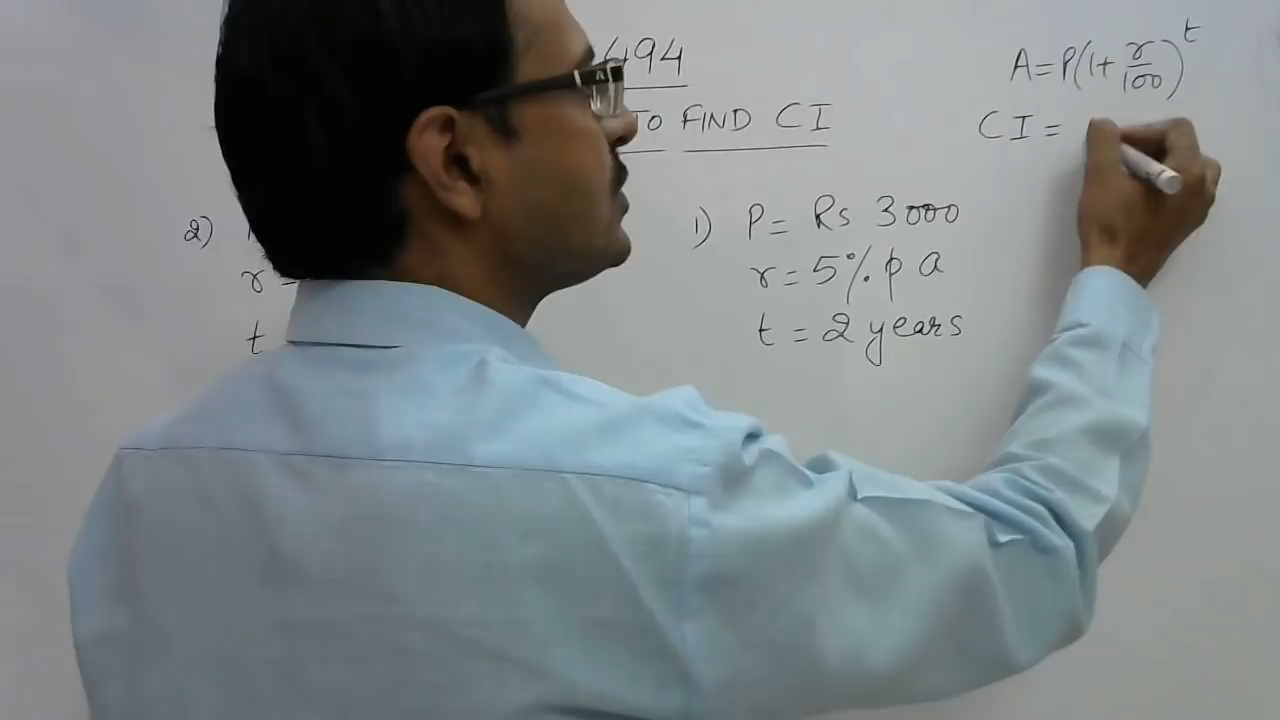 494
TO FIND CI
A=P(1+r/100)^t
CI =
2)
r =
t
1) P= Rs 3000
r = 5% p a
t = 2 years